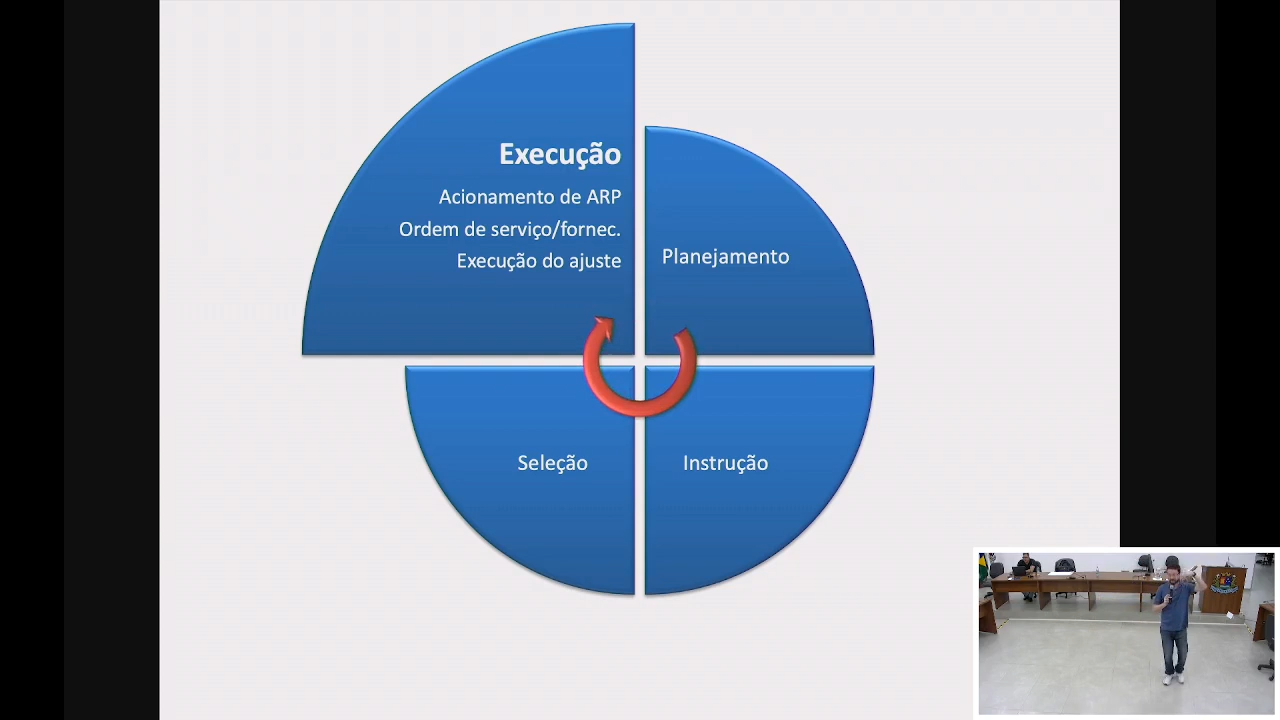 Execução
Acionamento de ARP
Ordem de serviço/fornec.
Execução do ajuste
Planejamento
Seleção
Instrução